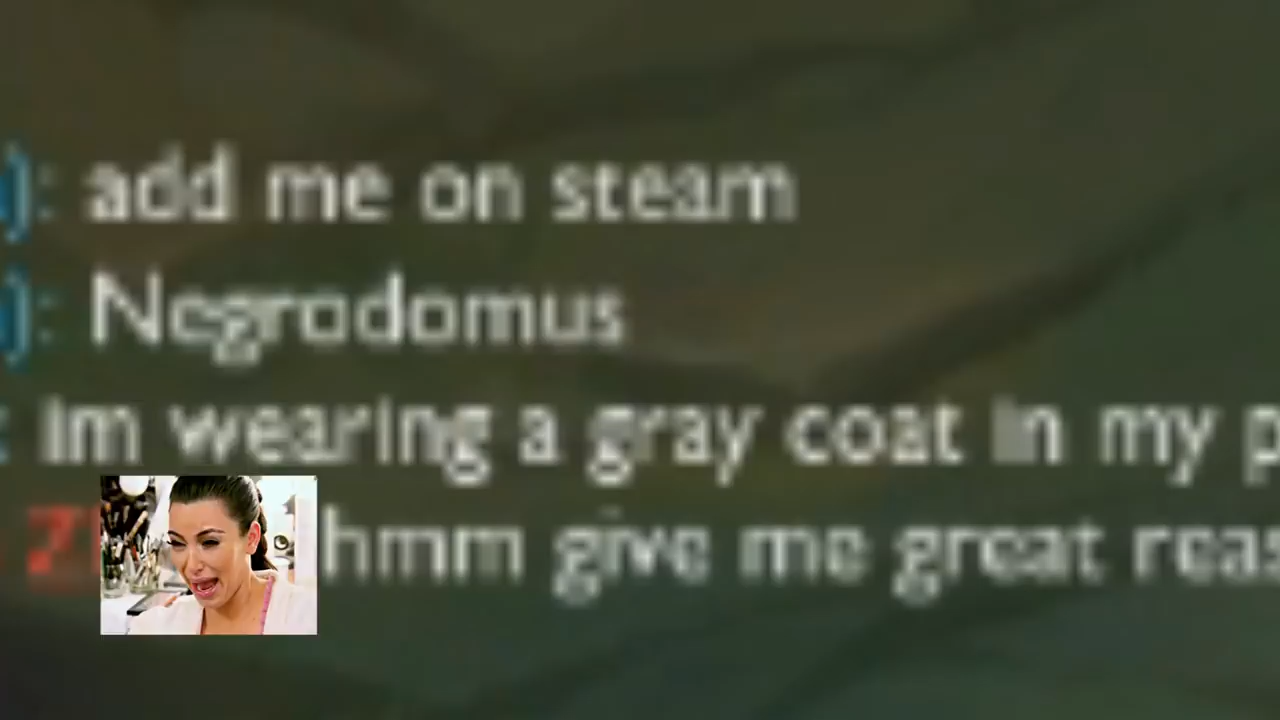 ): add me on steam
): Negrodomus
: im wearing a gray coat in my
hmm give me great